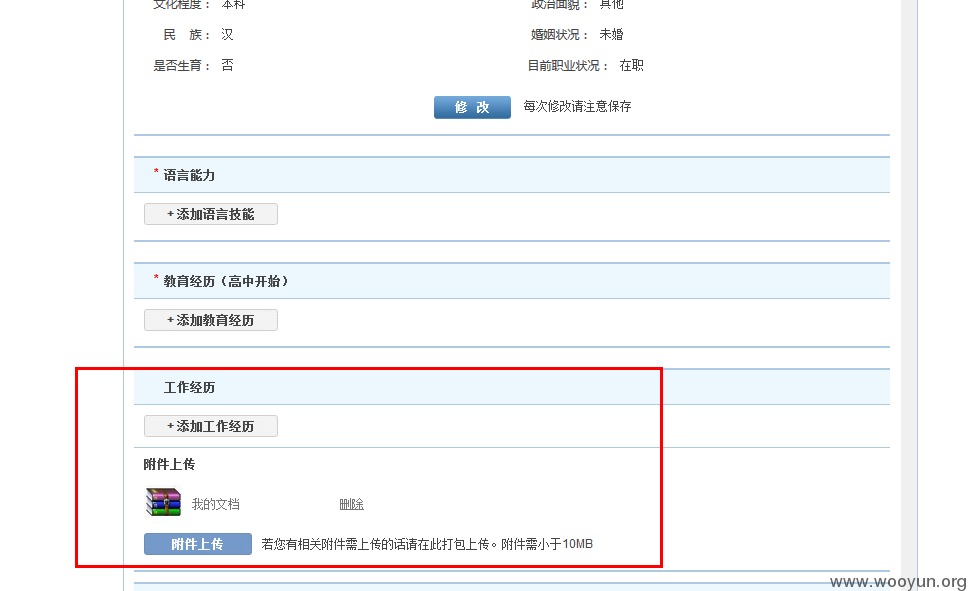 文化程度： 本科 政治面貌： 其他
民 族： 汉 婚姻状况： 未婚
是否生育： 否 目前职业状况： 在职
修 改 每次修改请注意保存
* 语言能力
+添加语言技能
* 教育经历（高中开始）
+添加教育经历
工作经历
+添加工作经历
附件上传
我的文档 删除
附件上传 若您有相关附件需上传的话请在此打包上传。附件需小于10MB
www.wooyun.org